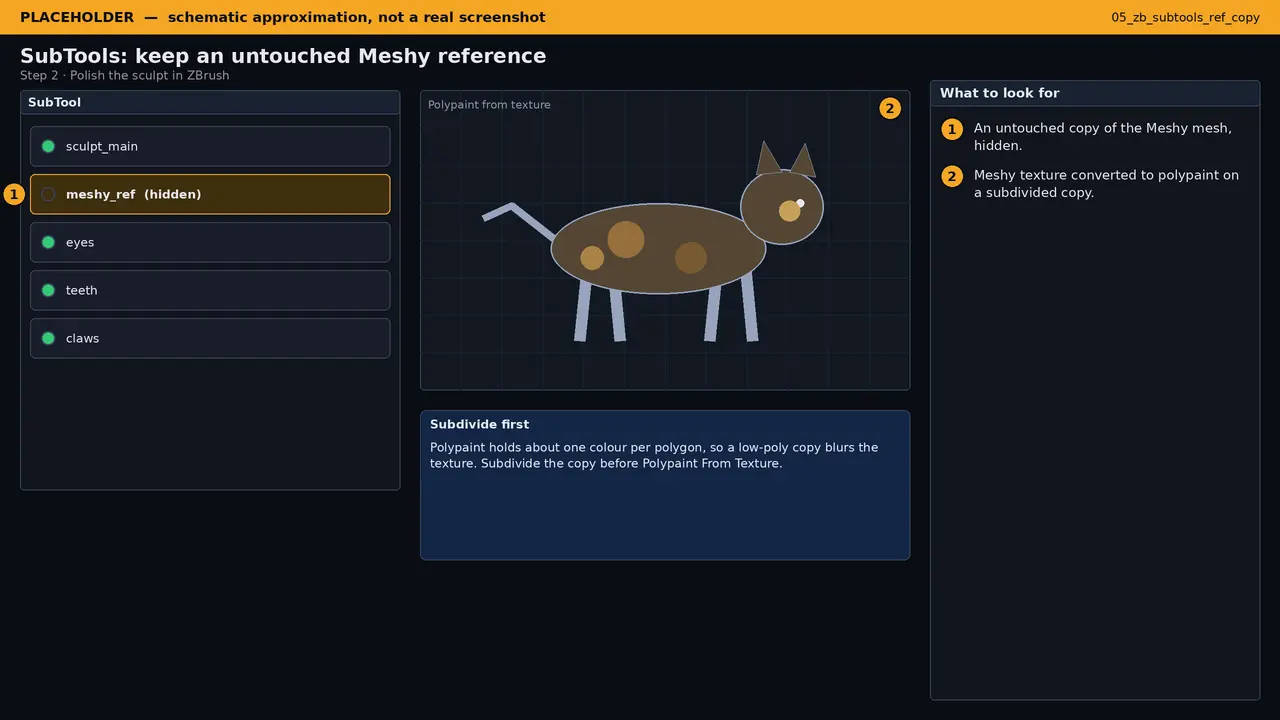 PLACEHOLDER — schematic approximation, not a real screenshot
05_zb_subtools_ref_copy
SubTools: keep an untouched Meshy reference
Step 2 · Polish the sculpt in ZBrush
SubTool
sculpt_main
1
meshy_ref (hidden)
eyes
teeth
claws
Polypaint from texture
2
Subdivide first
Polypaint holds about one colour per polygon, so a low-poly copy blurs the
texture. Subdivide the copy before Polypaint From Texture.
What to look for
1 An untouched copy of the Meshy mesh,
hidden.
2 Meshy texture converted to polypaint on
a subdivided copy.